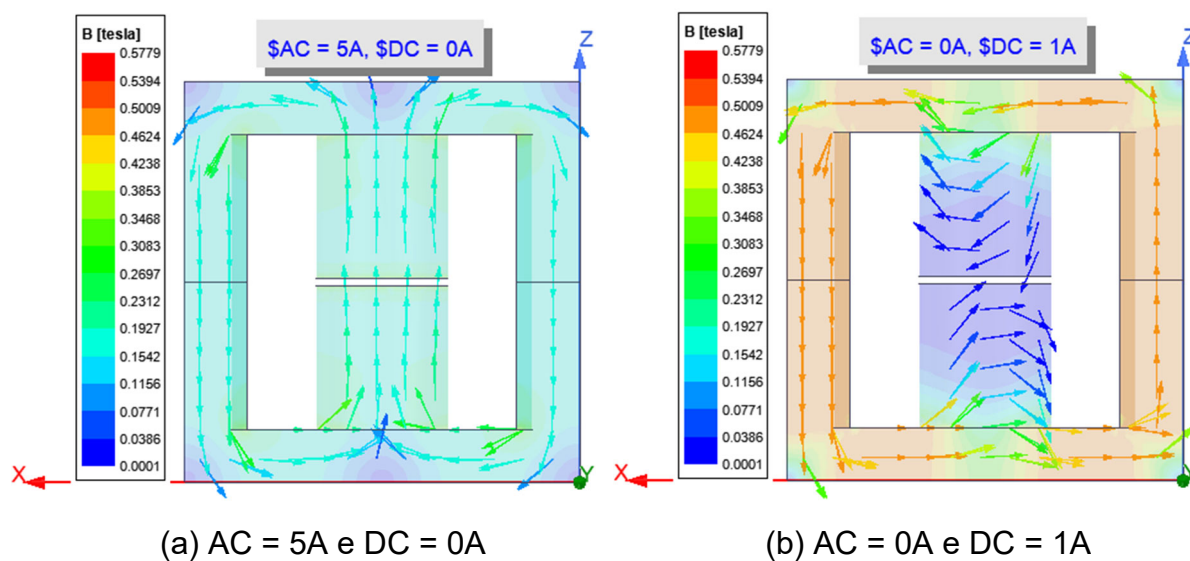 B [tesla]
0.5779
0.5394
0.5009
0.4624
0.4238
0.3853
0.3468
0.3083
0.2697
0.2312
0.1927
0.1542
0.1156
0.0771
0.0386
0.0001
$AC = 5A, $DC = 0A
Z
X
Y
B [tesla]
0.5779
0.5394
0.5009
0.4624
0.4238
0.3853
0.3468
0.3083
0.2697
0.2312
0.1927
0.1542
0.1156
0.0771
0.0386
0.0001
$AC = 0A, $DC = 1A
Z
X
Y
(a) AC = 5A e DC = 0A
(b) AC = 0A e DC = 1A